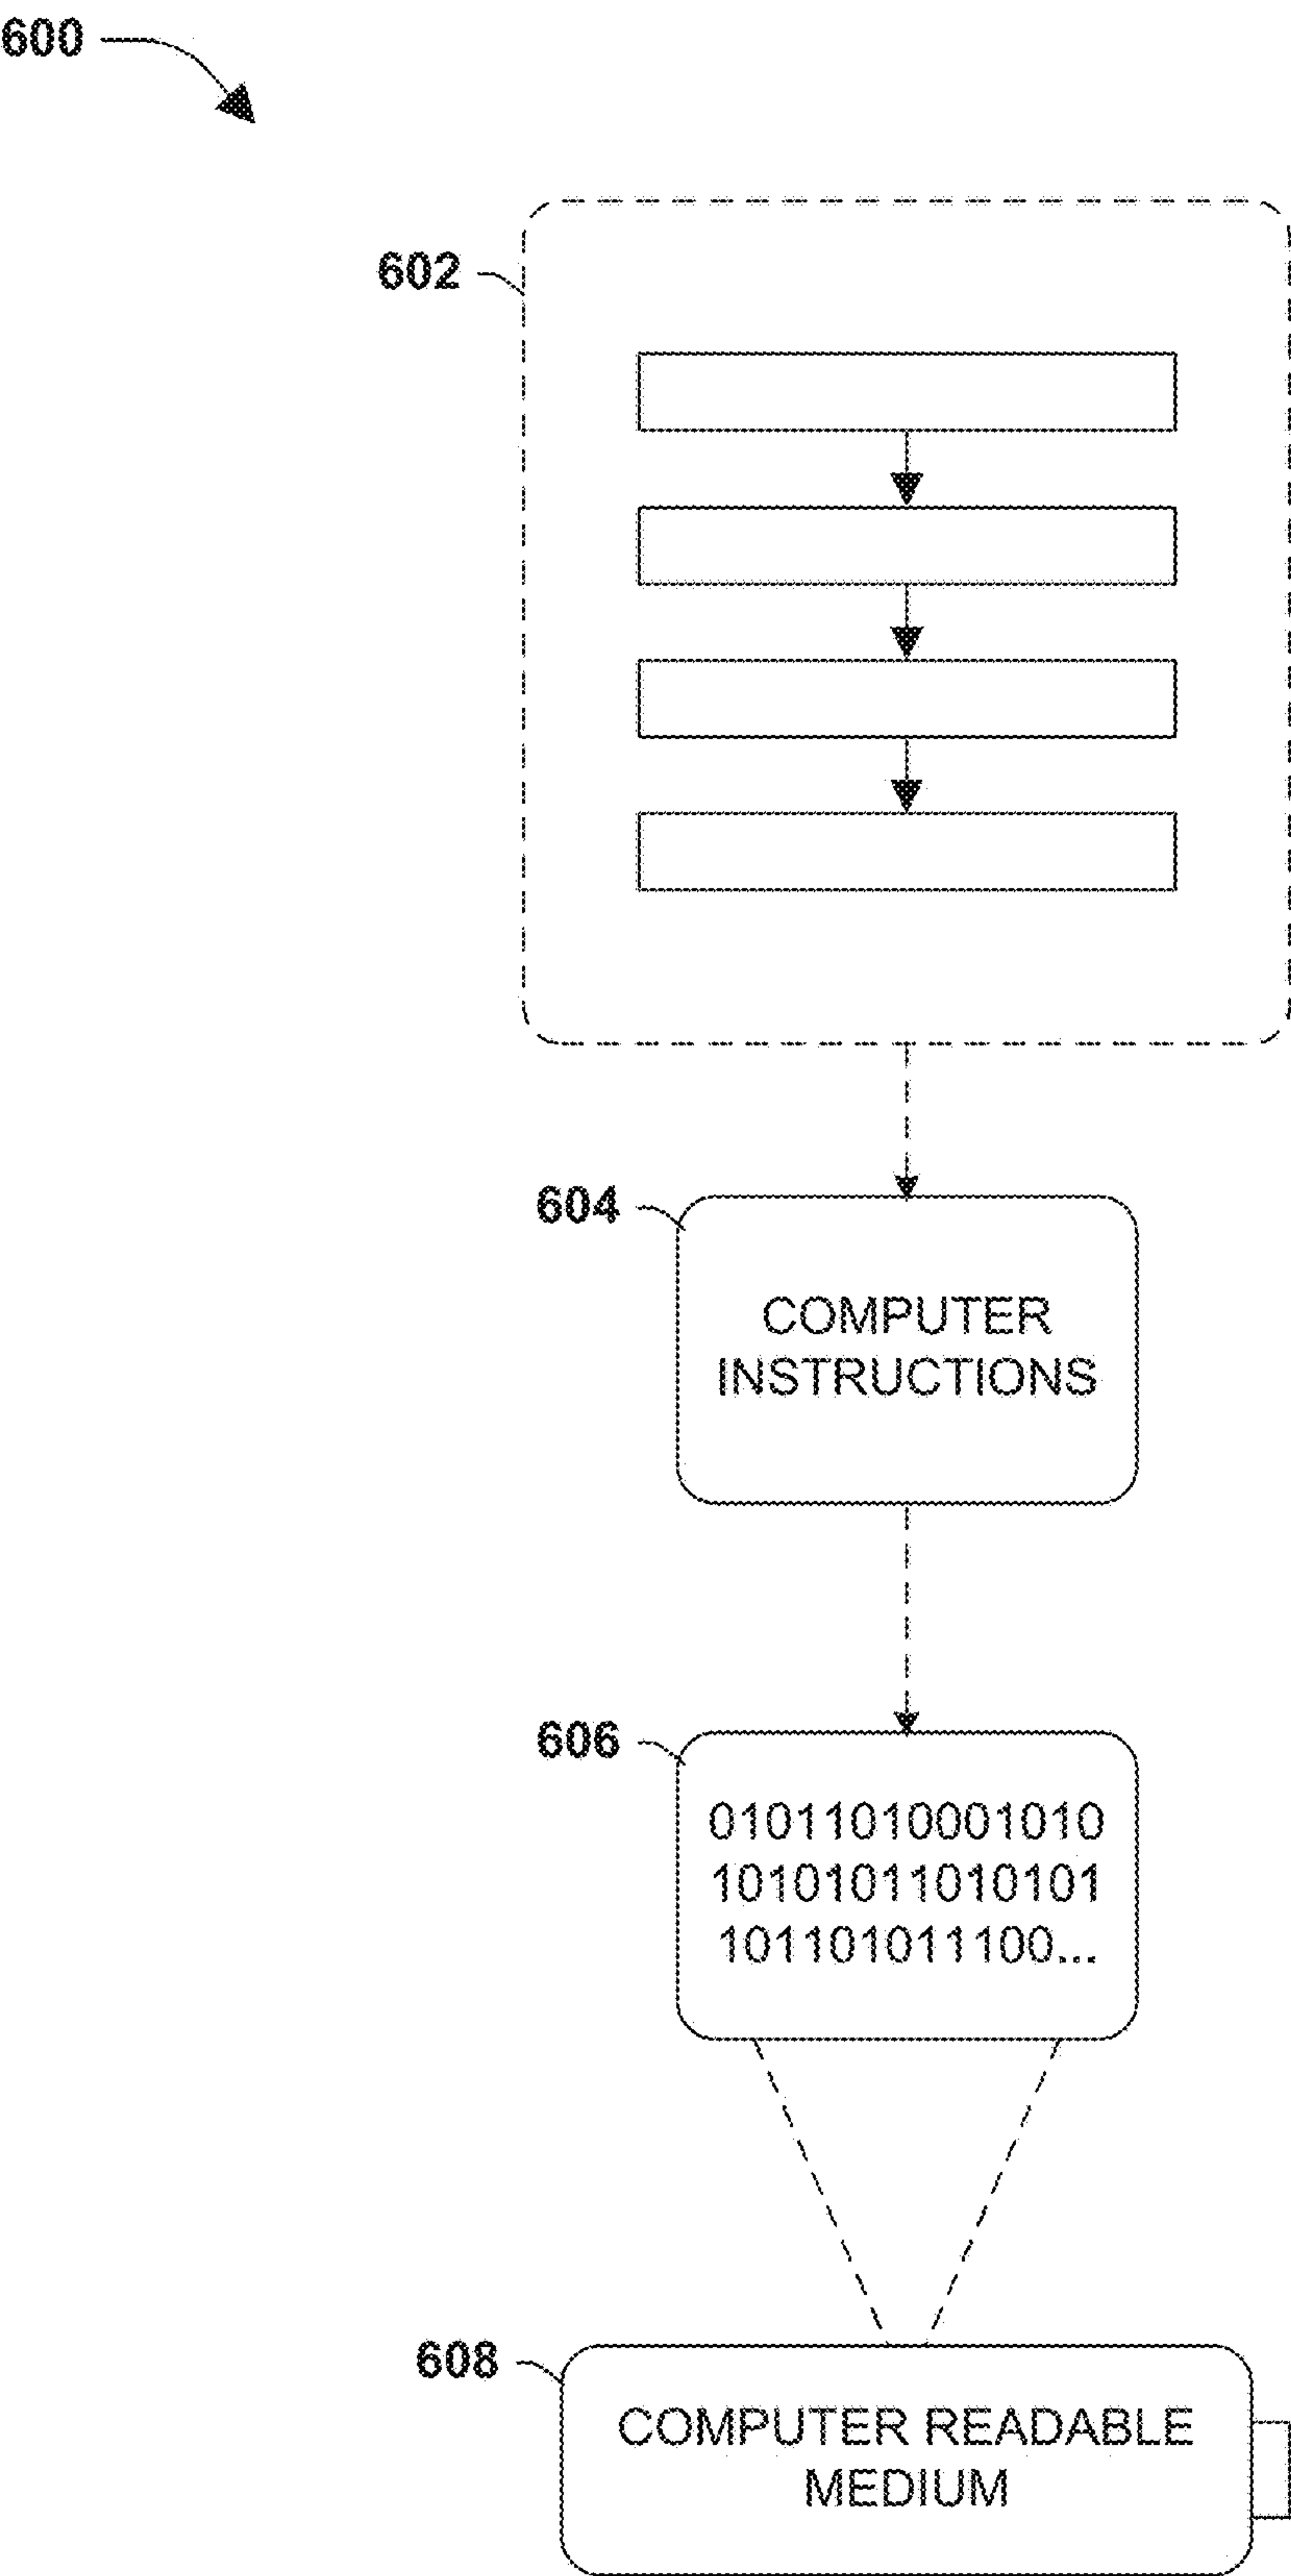 600
602
604
COMPUTER
INSTRUCTIONS
606
01011010001010
10101011010101
101101011100...
608
COMPUTER READABLE
MEDIUM